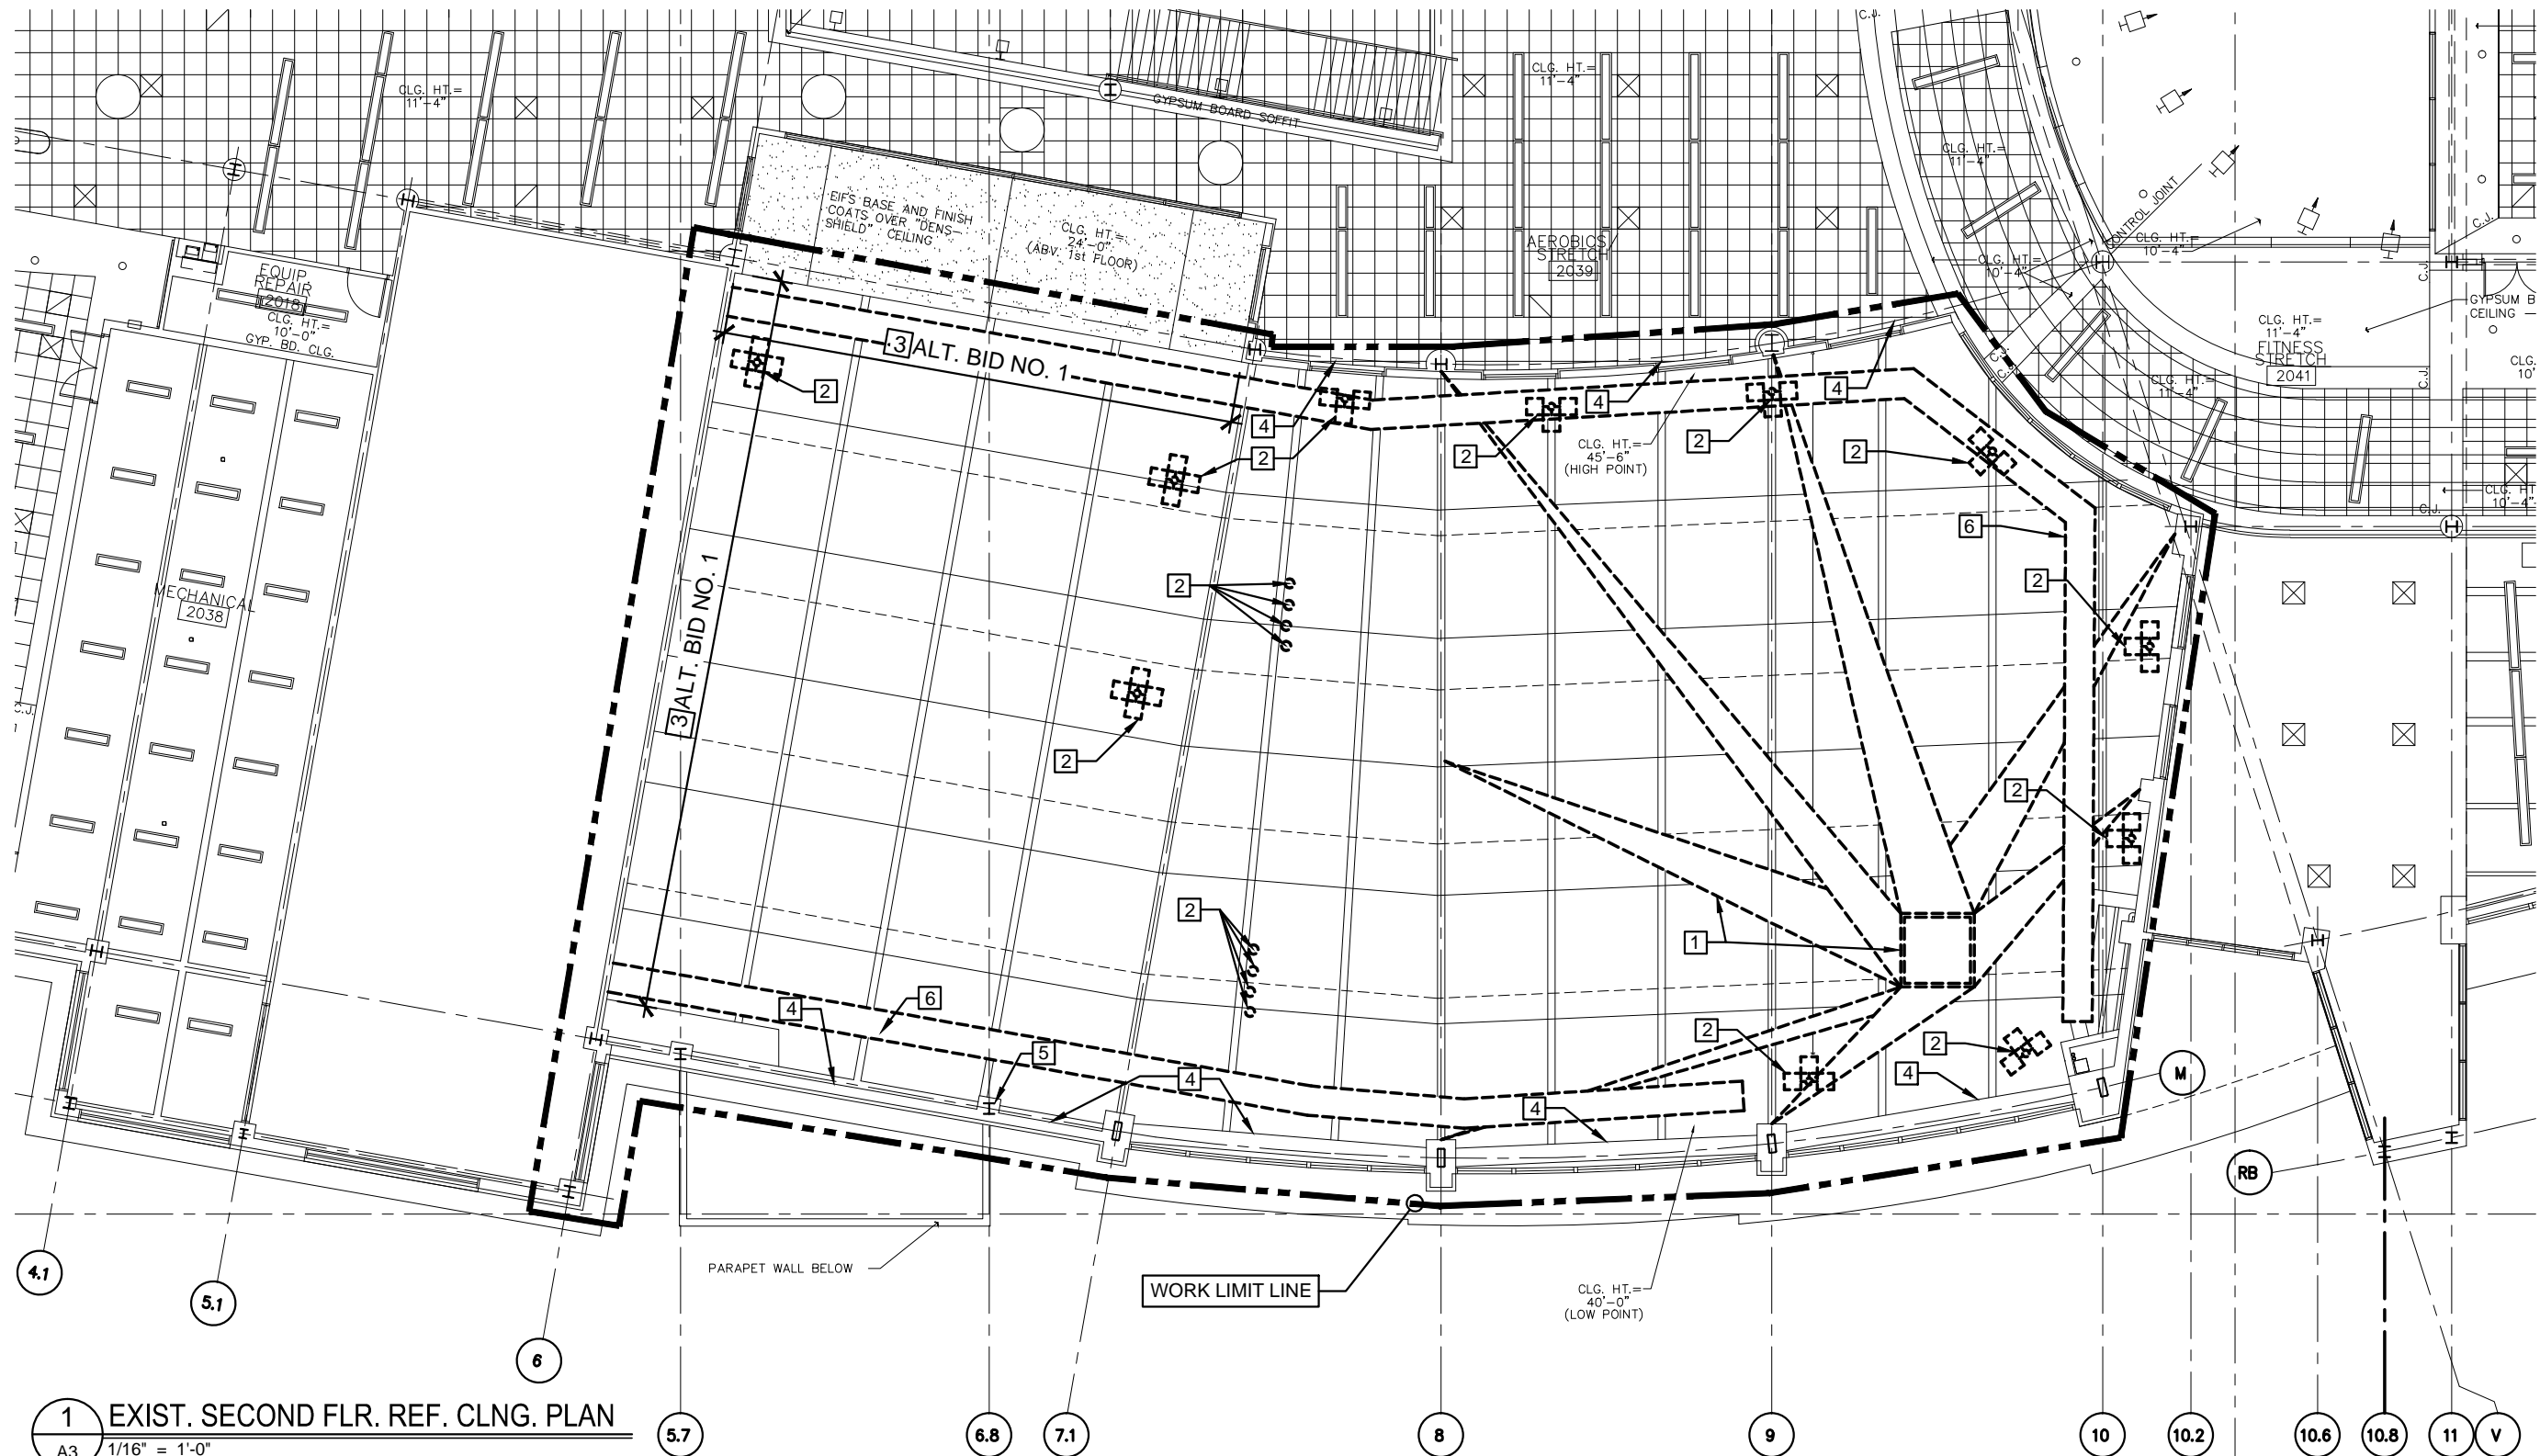 CLG. HT.=
11'-4"
GYPSUM BOARD SOFFIT
CLG. HT.=
11'-4"
C.J.
CLG. HT.=
11'-4"
CONTROL JOINT
CLG. HT.=
10'-4"
CLG. HT.=
10'-4"
C.J.
C.J.
EIFS BASE AND FINISH
COATS OVER "DENS-
SHIELD" CEILING
CLG. HT.=
24'-0"
(ABV. 1st FLOOR)
AEROBICS
STRETCH
2039
EQUIP
REPAIR
2018
CLG. HT.=
10'-0"
GYP. BD. CLG.
GYPSUM B
CEILING
CLG. HT.=
11'-4"
FITNESS
STRETCH
2041
C.J.
C.J.
C.J.
CLG.
10'
CLG. HT.=
11'-4"
CLG. HT
10'-4"
C.J.
3 ALT. BID NO. 1
2
4
2
2
4
2
4
2
CLG. HT.=
45'-6"
(HIGH POINT)
6
2
2
MECHANICAL
2038
C.J.
3 ALT. BID NO. 1
2
2
2
1
6
4
5
4
4
2
2
4
M
RB
WORK LIMIT LINE
PARAPET WALL BELOW
CLG. HT.=
40'-0"
(LOW POINT)
4.1
5.1
6
5.7
6.8
7.1
8
9
10
10.2
10.6
10.8
11
V
1
A3
EXIST. SECOND FLR. REF. CLNG. PLAN
1/16" = 1'-0"